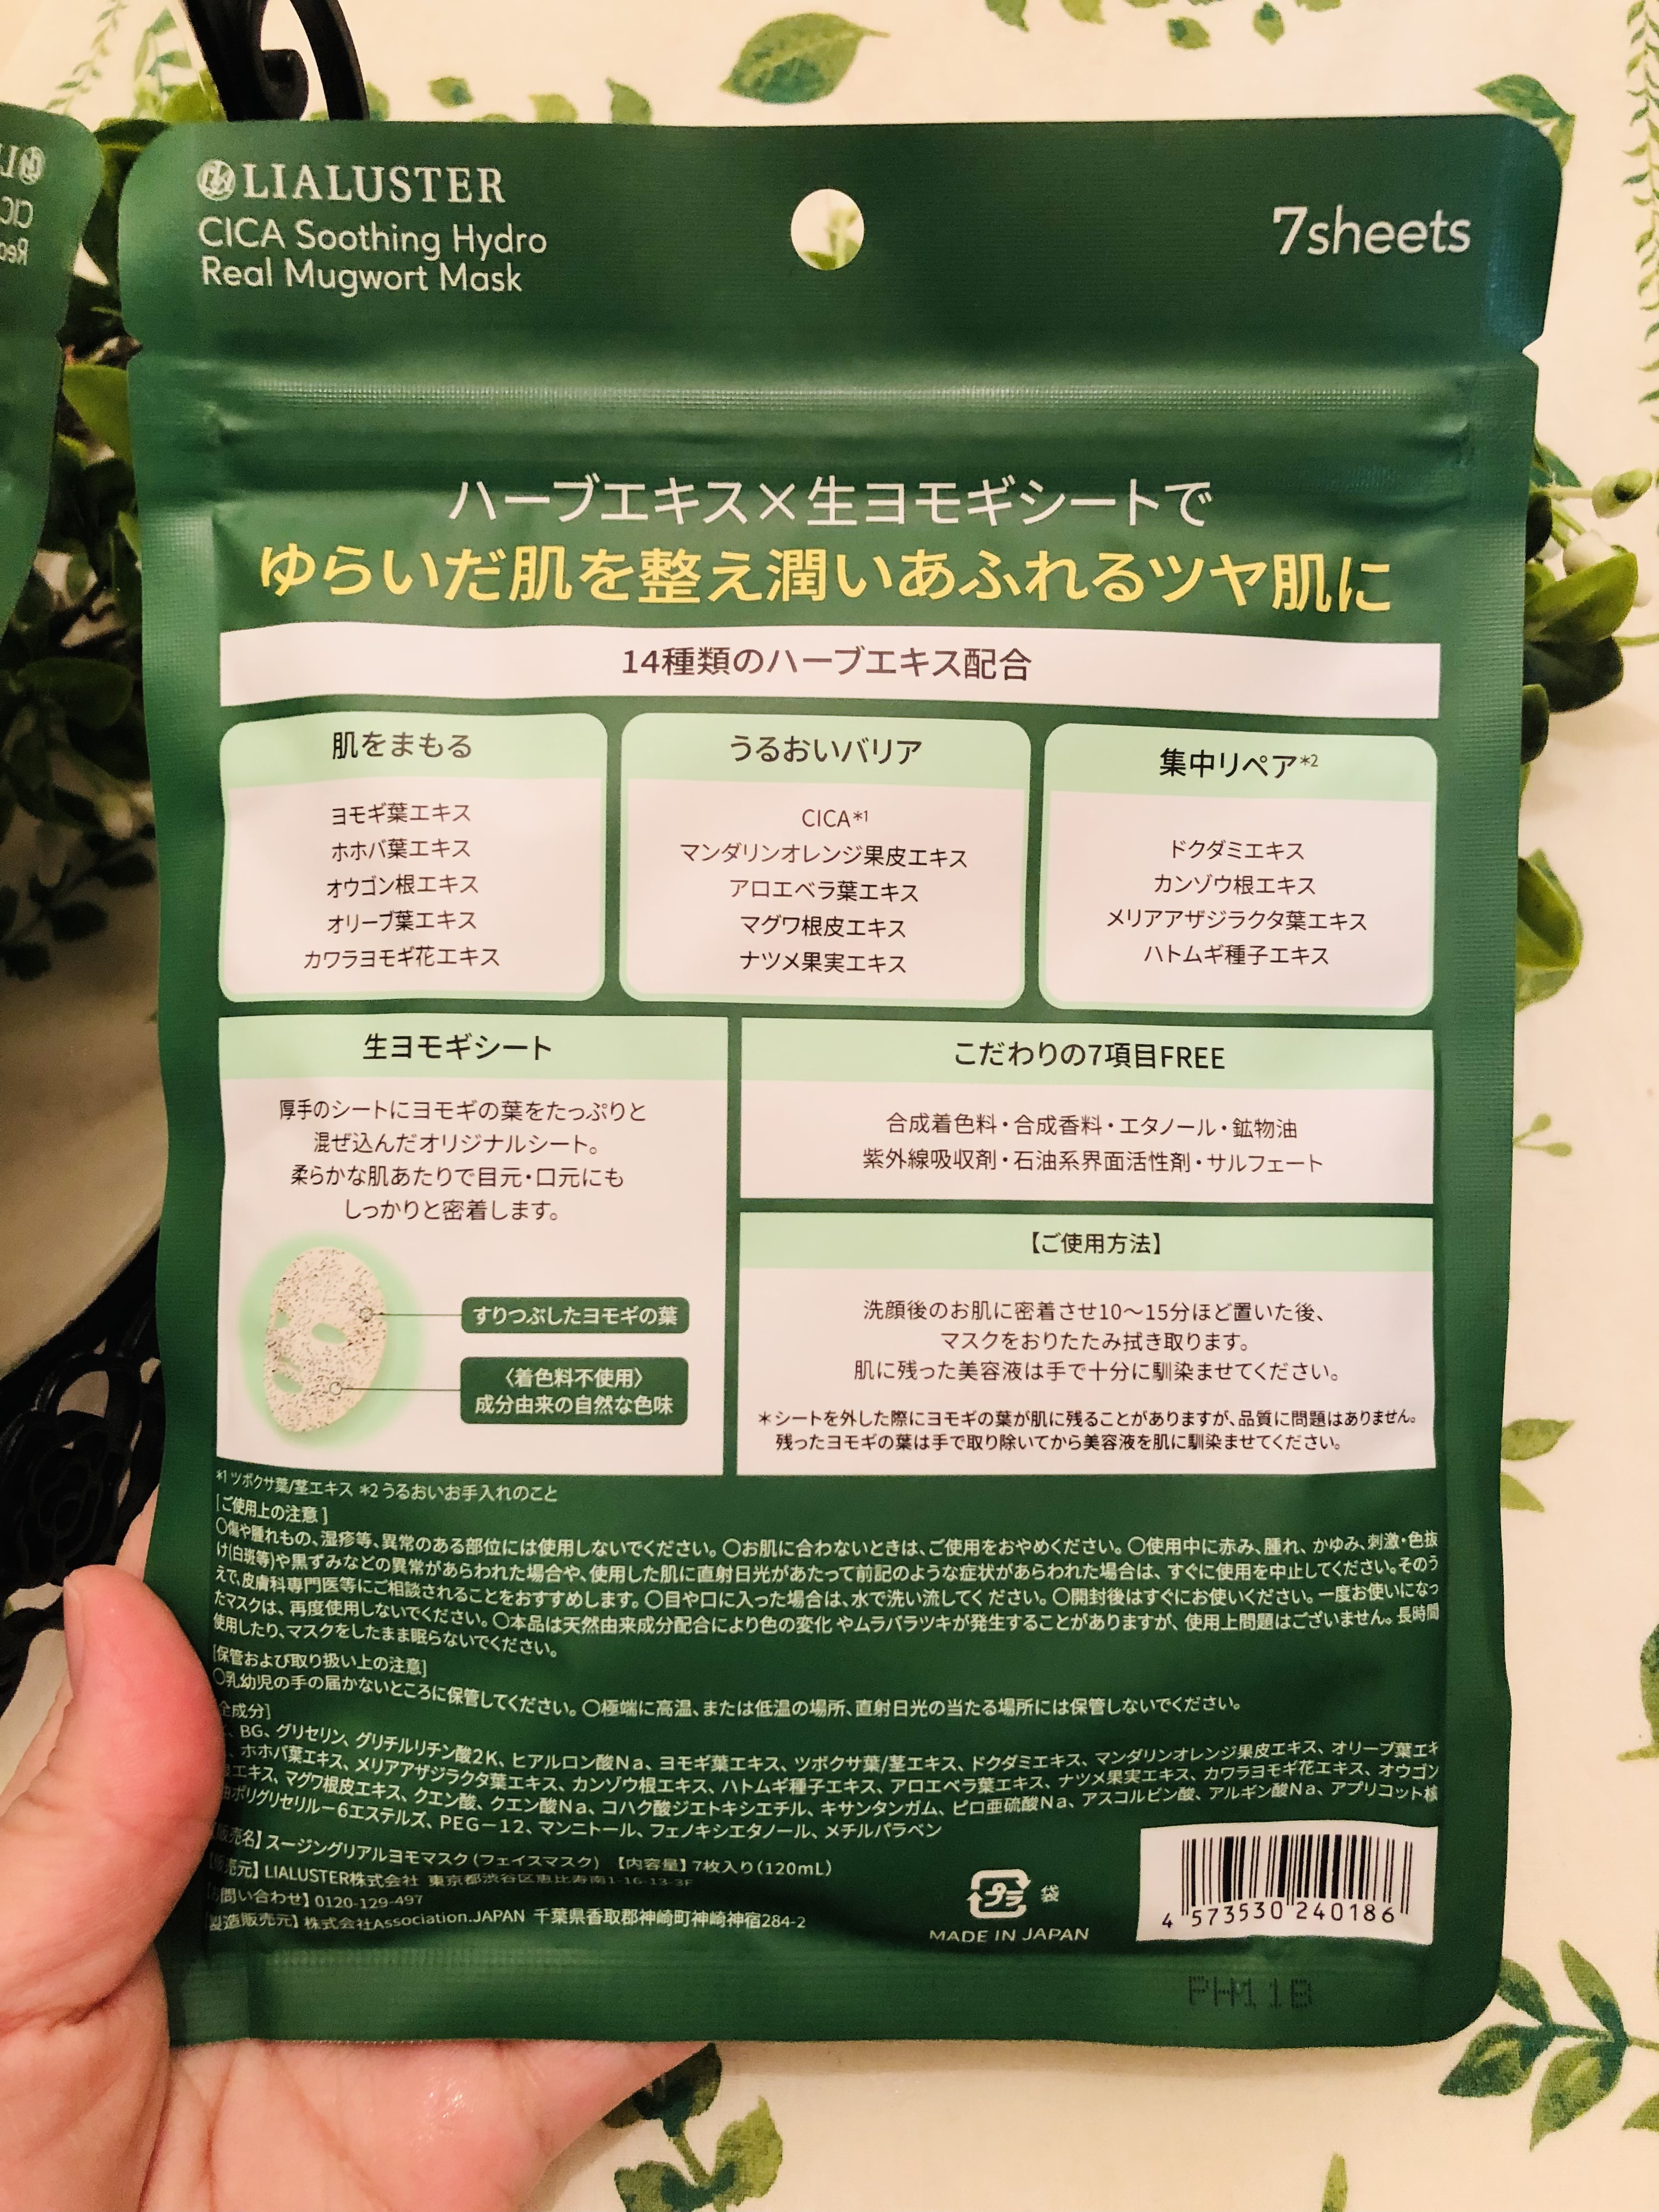 LIALUSTER
CICA Soothing Hydro
Real Mugwort Mask
7sheets
ハーブエキス×生ヨモギシートで
ゆらいだ肌を整え潤いあふれるツヤ肌に
14種類のハーブエキス配合
肌をまもる
ヨモギ葉エキス
ホホバ葉エキス
オウゴン根エキス
オリーブ葉エキス
カワラヨモギ花エキス
うるおいバリア
CICA*1
マンダリンオレンジ果皮エキス
アロエベラ葉エキス
マグワ根皮エキス
ナツメ果実エキス
集中リペア*2
ドクダミエキス
カンゾウ根エキス
メリアアザジラクタ葉エキス
ハトムギ種子エキス
生ヨモギシート
厚手のシートにヨモギの葉をたっぷりと
混ぜ込んだオリジナルシート。
柔らかな肌あたりで目元・口元にも
しっかりと密着します。
すりつぶしたヨモギの葉
〈着色料不使用〉
成分由来の自然な色味
こだわりの7項目FREE
合成着色料・合成香料・エタノール・鉱物油
紫外線吸収剤・石油系界面活性剤・サルフェート
【ご使用方法】
洗顔後のお肌に密着させ10〜15分ほど置いた後、
マスクをおりたたみ拭き取ります。
肌に残った美容液は手で十分に馴染ませてください。
*シートを外した際にヨモギの葉が肌に残ることがありますが、品質に問題はありません。
残ったヨモギの葉は手で取り除いてから美容液を肌に馴染ませてください。
*1 ツボクサ葉/茎エキス *2 うるおいお手入れのこと
[ご使用上の注意]
〇傷や腫れもの、湿疹等、異常のある部位には使用しないでください。〇お肌に合わないときは、ご使用をおやめください。〇使用中に赤み、腫れ、かゆみ、刺激・色抜
け(白斑等)や黒ずみなどの異常があらわれた場合や、使用した肌に直射日光があたって前記のような症状があらわれた場合は、すぐに使用を中止してください。そのう
えで、皮膚科専門医等にご相談されることをおすすめします。〇目や口に入った場合は、水で洗い流してください。〇開封後はすぐにお使いください。一度お使いになっ
たマスクは、再度使用しないでください。〇本品は天然由来成分配合により色の変化やムラバラツキが発生することがありますが、使用上問題はございません。長時間
使用したり、マスクをしたまま眠らないでください。
[保管および取り扱い上の注意]
〇乳幼児の手の届かないところに保管してください。〇極端に高温、または低温の場所、直射日光の当たる場所には保管しないでください。
全成分]
、BG、グリセリン、グリチルリチン酸2K、ヒアルロン酸Na、ヨモギ葉エキス、ツボクサ葉/茎エキス、ドクダミエキス、マンダリンオレンジ果皮エキス、オリーブ葉エキ
、ホホバ葉エキス、メリアアザジラクタ葉エキス、カンゾウ根エキス、ハトムギ種子エキス、アロエベラ葉エキス、ナツメ果実エキス、カワラヨモギ花エキス、オウゴン
エキス、マグワ根皮エキス、クエン酸、クエン酸Na、コハク酸ジエトキシエチル、キサンタンガム、ピロ亜硫酸Na、アスコルビン酸、アルギン酸Na、アプリコット核
油ポリグリセリル-6エステルズ、PEG-12、マンニトール、フェノキシエタノール、メチルパラベン
【販売名】スージングリアルヨモマスク(フェイスマスク) 【内容量】7枚入り(120mL)
【販売元】LIALUSTER株式会社 東京都渋谷区恵比寿南1-16-13-3F
【お問い合わせ】0120-129-497
【製造販売元】株式会社Association.JAPAN 千葉県香取郡神崎町神崎神宿284-2
プラ
袋
MADE IN JAPAN
4 573530 240186
PH11B